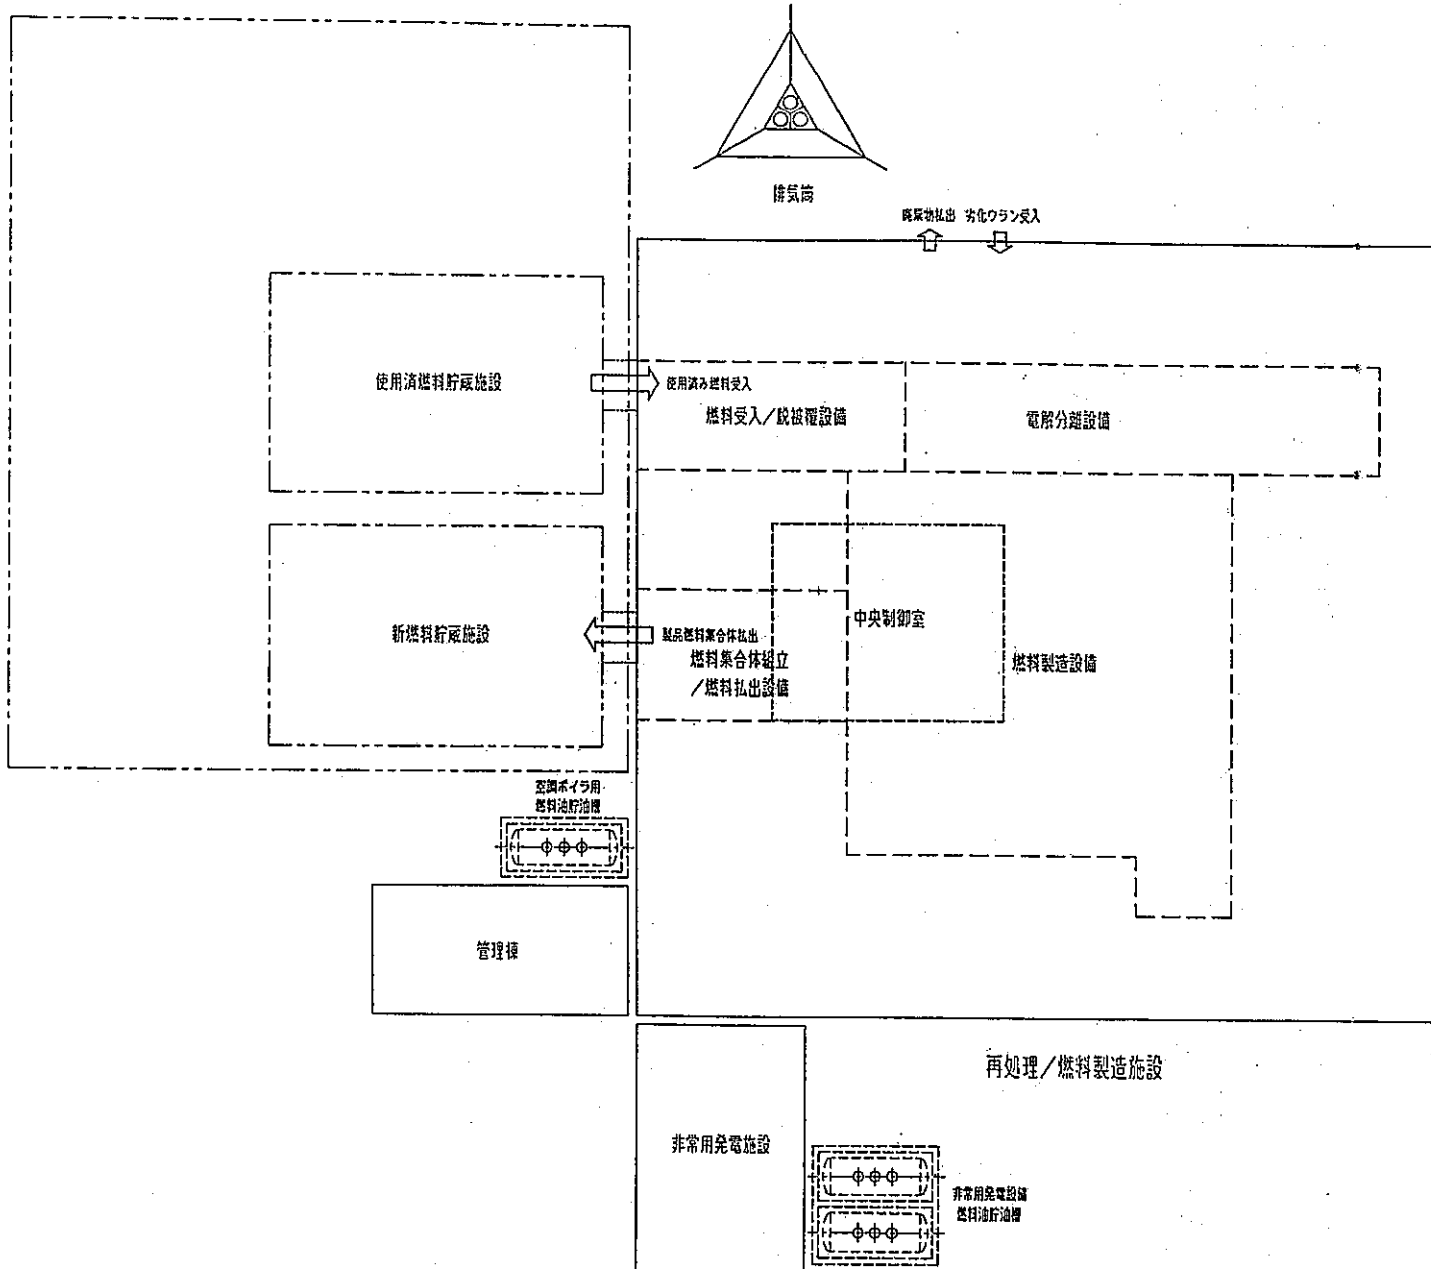 排気筒
廃棄物払出 劣化ウラン受入
使用済燃料貯蔵施設
使用済み燃料受入
燃料受入／脱被覆設備
電解分離設備
新燃料貯蔵施設
製品燃料集合体払出
燃料集合体組立
／燃料払出設備
中央制御室
燃料製造設備
空調ボイラ用
燃料油貯油槽
管理棟
再処理／燃料製造施設
非常用発電施設
非常用発電設備
燃料油貯油槽